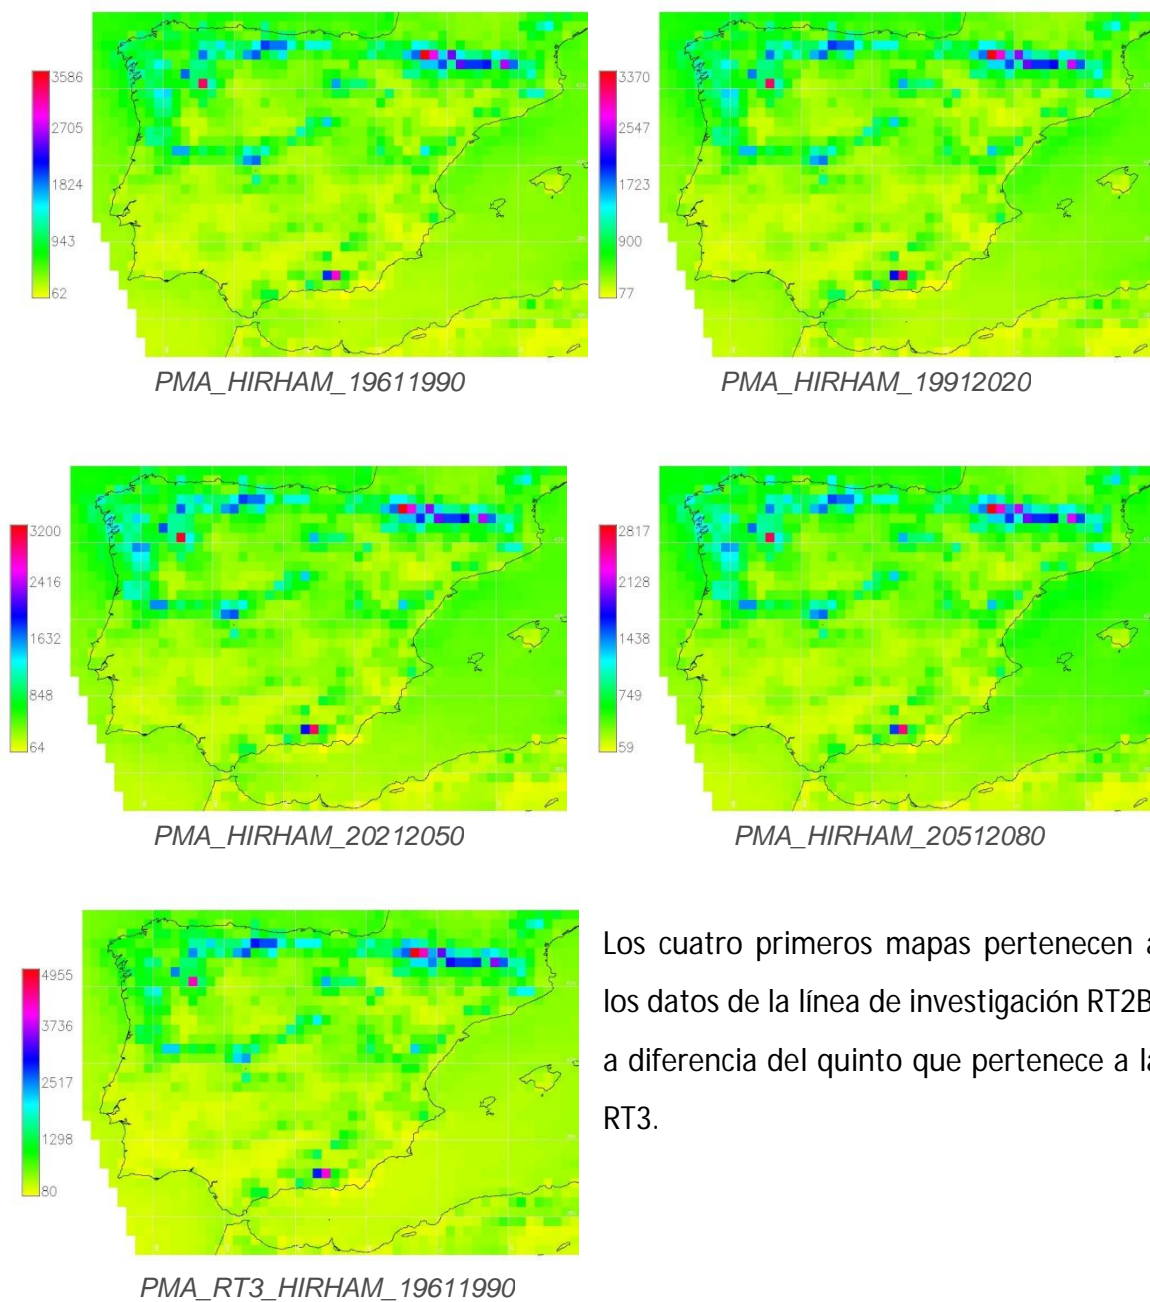 3586
2705
1824
943
62
PMA_HIRHAM_19611990
3370
2547
1723
900
77
PMA_HIRHAM_19912020
3200
2416
1632
848
64
PMA_HIRHAM_20212050
2817
2128
1438
749
59
PMA_HIRHAM_20512080
4955
3736
2517
1298
80
PMA_RT3_HIRHAM_19611990
Los cuatro primeros mapas pertenecen a
los datos de la línea de investigación RT2B
a diferencia del quinto que pertenece a la
RT3.